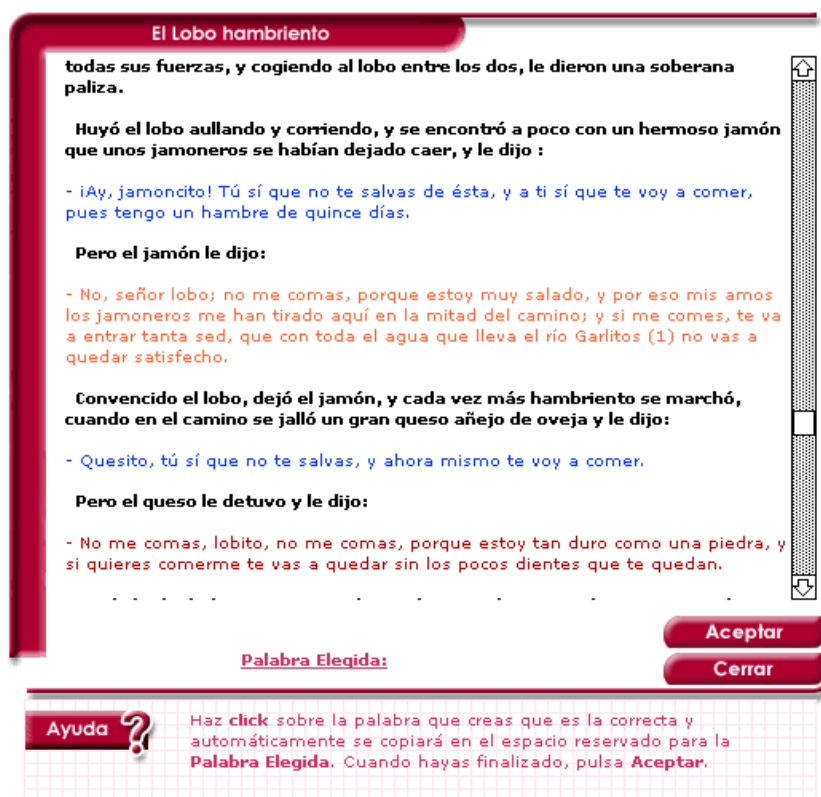 El Lobo hambriento
todas sus fuerzas, y cogiendo al lobo entre los dos, le dieron una soberana
paliza.
Huyó el lobo aullando y corriendo, y se encontró a poco con un hermoso jamón
que unos jamoneros se habían dejado caer, y le dijo :
- ¡Ay, jamoncito! Tú sí que no te salvas de ésta, y a ti sí que te voy a comer,
pues tengo un hambre de quince días.
Pero el jamón le dijo:
- No, señor lobo; no me comas, porque estoy muy salado, y por eso mis amos
los jamoneros me han tirado aquí en la mitad del camino; y si me comes, te va
a entrar tanta sed, que con toda el agua que lleva el río Garlitos (1) no vas a
quedar satisfecho.
Convencido el lobo, dejó el jamón, y cada vez más hambriento se marchó,
cuando en el camino se jalló un gran queso añejo de oveja y le dijo:
- Quesito, tú sí que no te salvas, y ahora mismo te voy a comer.
Pero el queso le detuvo y le dijo:
- No me comas, lobito, no me comas, porque estoy tan duro como una piedra, y
si quieres comerme te vas a quedar sin los pocos dientes que te quedan.
Aceptar
Palabra Elegida:
Cerrar
Ayuda ?
Haz click sobre la palabra que creas que es la correcta y
automáticamente se copiará en el espacio reservado para la
Palabra Elegida. Cuando hayas finalizado, pulsa Aceptar.